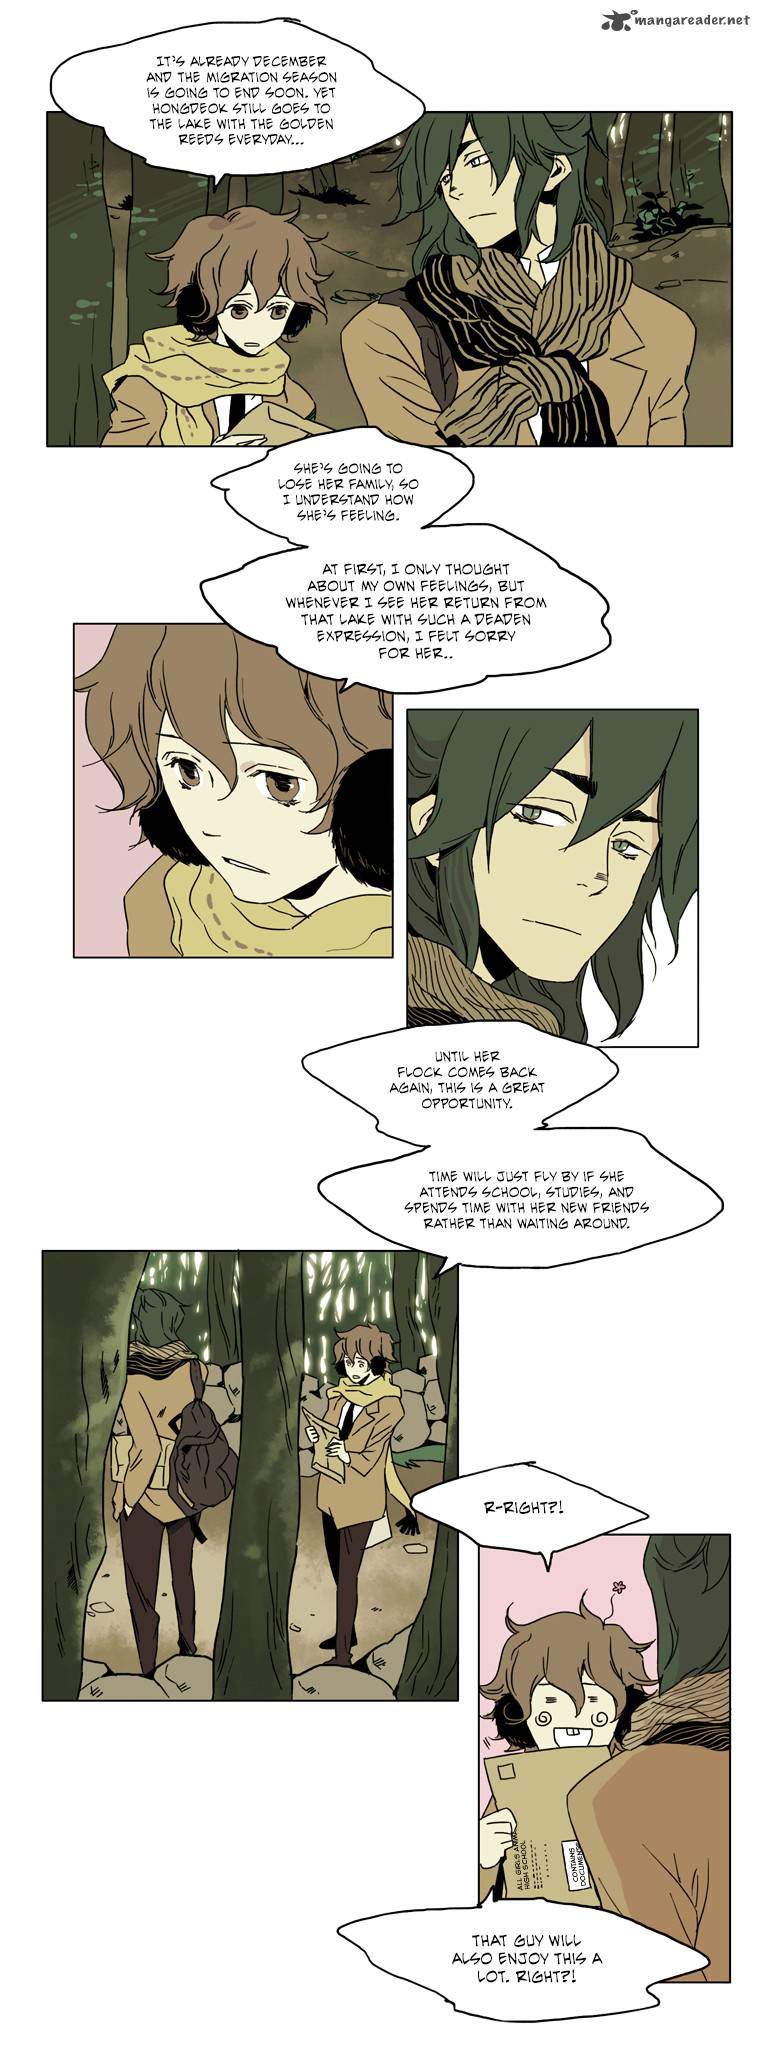 mangareader.net
IT'S ALREADY DECEMBER
AND THE MIGRATION SEASON
IS GOING TO END SOON. YET
HONGDEOK STILL GOES TO
THE LAKE WITH THE GOLDEN
REEDS EVERYDAY...
SHE'S GOING TO
LOSE HER FAMILY, SO
I UNDERSTAND HOW
SHE'S FEELING.
AT FIRST, I ONLY THOUGHT
ABOUT MY OWN FEELINGS, BUT
WHENEVER I SEE HER RETURN FROM
THAT LAKE WITH SUCH A DEADEN
EXPRESSION, I FELT SORRY
FOR HER..
UNTIL HER
FLOCK COMES BACK
AGAIN, THIS IS A GREAT
OPPORTUNITY.
TIME WILL JUST FLY BY IF SHE
ATTENDS SCHOOL, STUDIES, AND
SPENDS TIME WITH HER NEW FRIENDS
RATHER THAN WAITING AROUND.
R-RIGHT?!
ALL GIRLS
HIGH SCHOOL
CONTAINS
DOCUMENTS
THAT GUY WILL
ALSO ENJOY THIS A
LOT. RIGHT?!